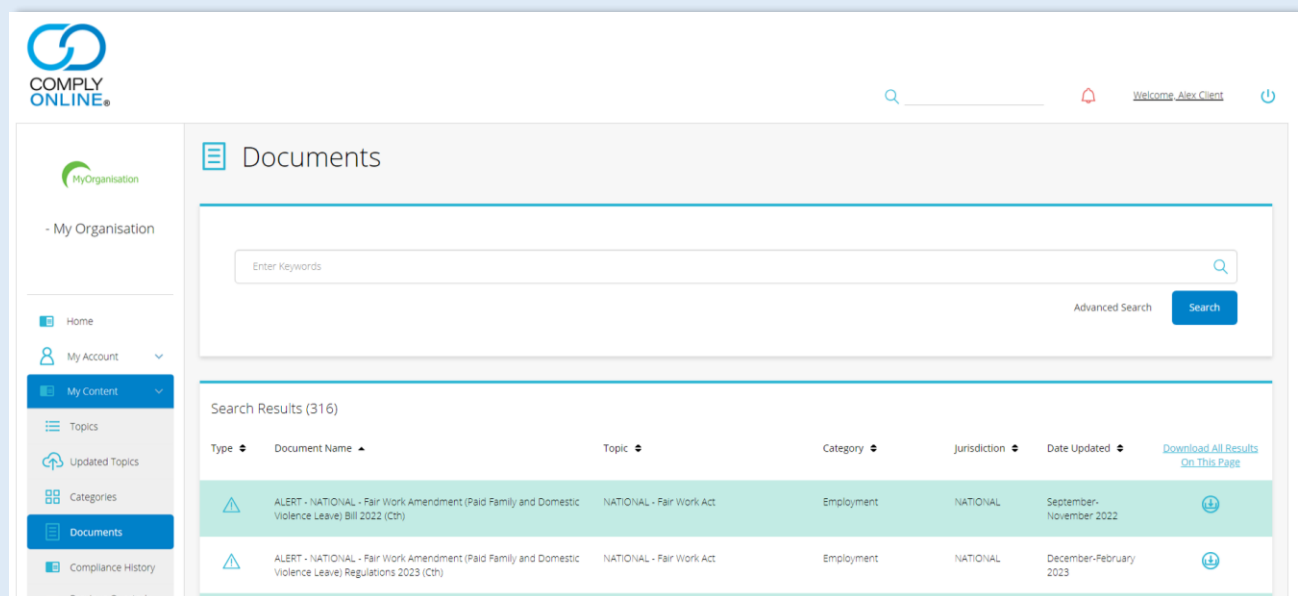 COMPLY
ONLINE®
Welcome, Alex Client
MyOrganisation
- My Organisation
Home
My Account
My Content
Topics
Updated Topics
Categories
Documents
Compliance History
Documents
Enter Keywords
Advanced Search
Search
Search Results (316)
Type
Document Name
Topic
Category
Jurisdiction
Date Updated
Download All Results
On This Page
ALERT - NATIONAL - Fair Work Amendment (Paid Family and Domestic
Violence Leave) Bill 2022 (Cth)
NATIONAL - Fair Work Act
Employment
NATIONAL
September-
November 2022
ALERT - NATIONAL - Fair Work Amendment (Paid Family and Domestic
Violence Leave) Regulations 2023 (Cth)
NATIONAL - Fair Work Act
Employment
NATIONAL
December-February
2023